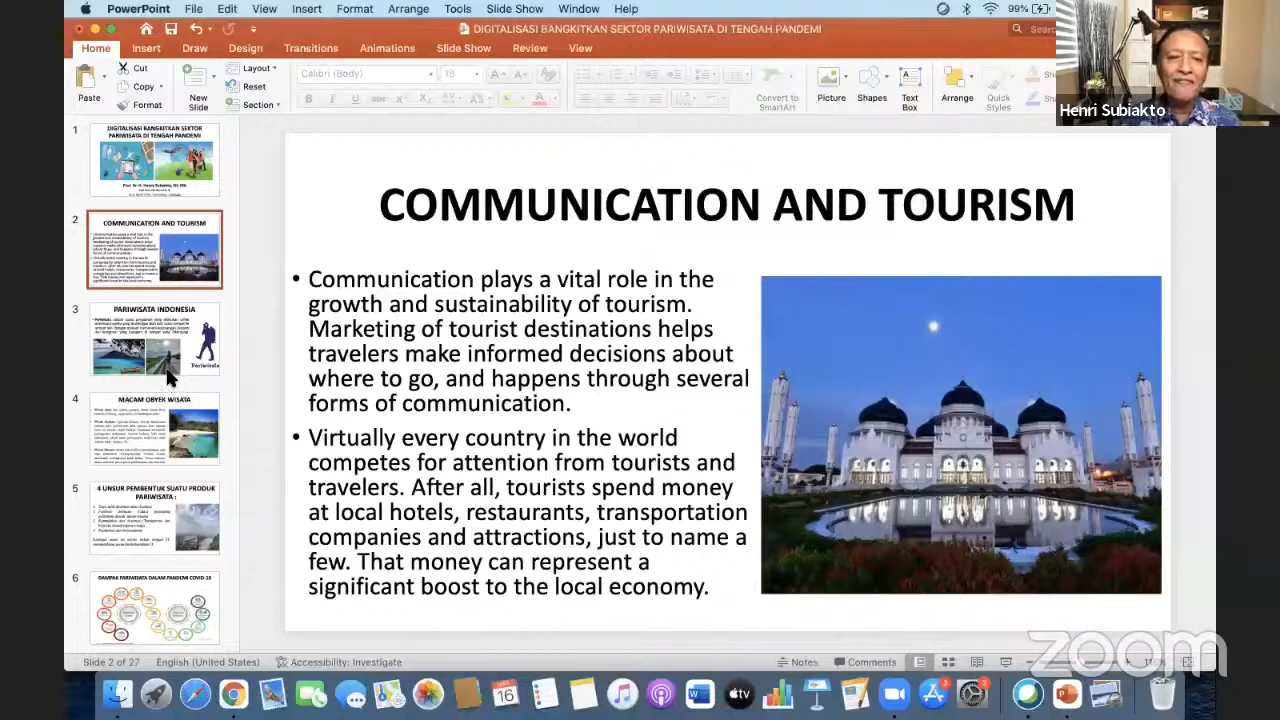 PowerPoint File Edit View Insert Format Arrange Tools Slide Show Window Help 99%
DIGITALISASI BANGKITKAN SEKTOR PARIWISATA DI TENGAH PANDEMI
Home Insert Draw Design Transitions Animations Slide Show Review View
Paste
Cut
Copy
Format
New Slide
Layout
Reset
Section
Calibri (Body) 18
Convert to SmartArt
Picture
Shapes
Text Box
Arrange
Quick Styles
Henri Subiakto
1
DIGITALISASI BANGKITKAN SEKTOR
PARIWISATA DI TENGAH PANDEMI
2
COMMUNICATION AND TOURISM
3
PARIWISATA INDONESIA
Pariwisata
4
MACAM OBYEK WISATA
5
4 UNSUR PEMBENTUK SUATU PRODUK
PARIWISATA :
6
DAMPAK PARIWISATA DALAM PANDEMI COVID-19
COMMUNICATION AND TOURISM
• Communication plays a vital role in the
growth and sustainability of tourism.
Marketing of tourist destinations helps
travelers make informed decisions about
where to go, and happens through several
forms of communication.
• Virtually every country in the world
competes for attention from tourists and
travelers. After all, tourists spend money
at local hotels, restaurants, transportation
companies and attractions, just to name a
few. That money can represent a
significant boost to the local economy.
zoom
Slide 2 of 27 English (United States) Accessibility: Investigate Notes Comments